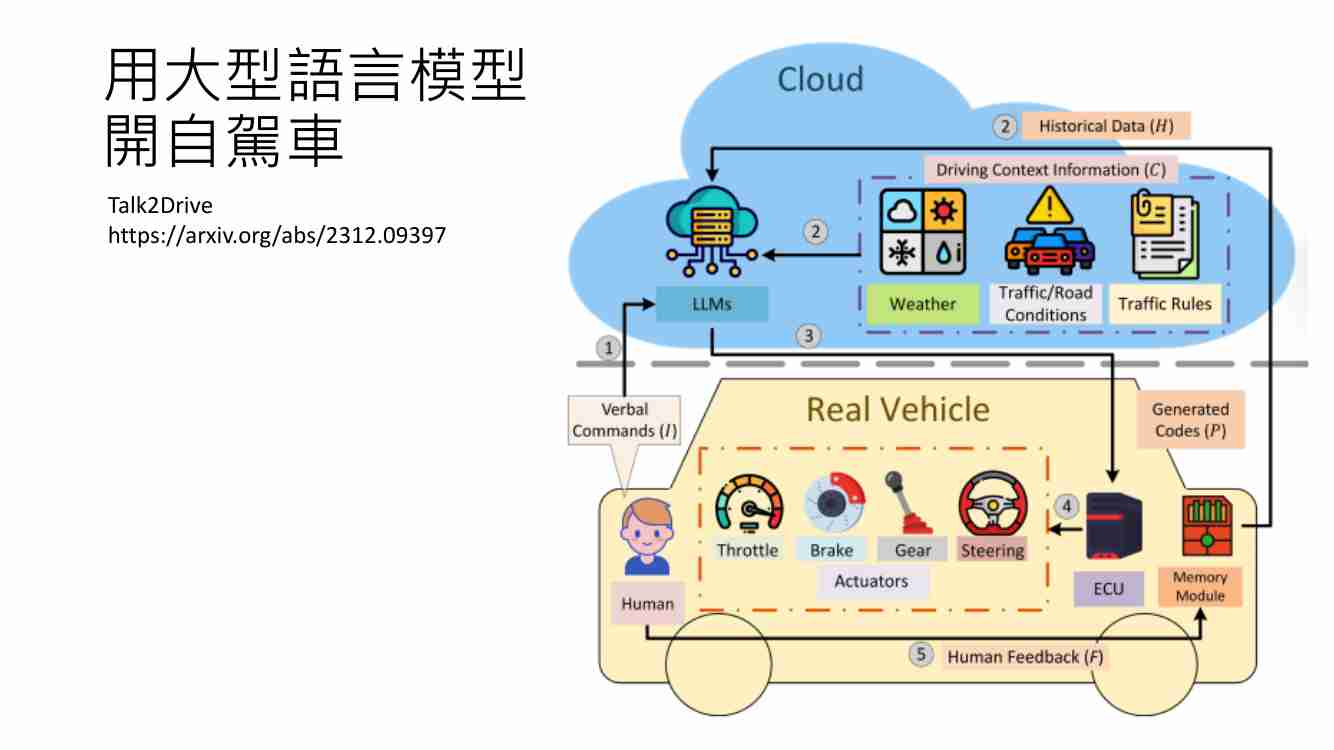 用大型語言模型
開自駕車
Talk2Drive
https://arxiv.org/abs/2312.09397
Cloud
2
Historical Data (H)
Driving Context Information (C)
2
LLMs
Weather
Traffic/Road
Conditions
Traffic Rules
1
3
Verbal
Commands (I)
Real Vehicle
Generated
Codes (P)
4
Throttle
Brake
Gear
Steering
Actuators
Human
ECU
Memory
Module
5
Human Feedback (F)